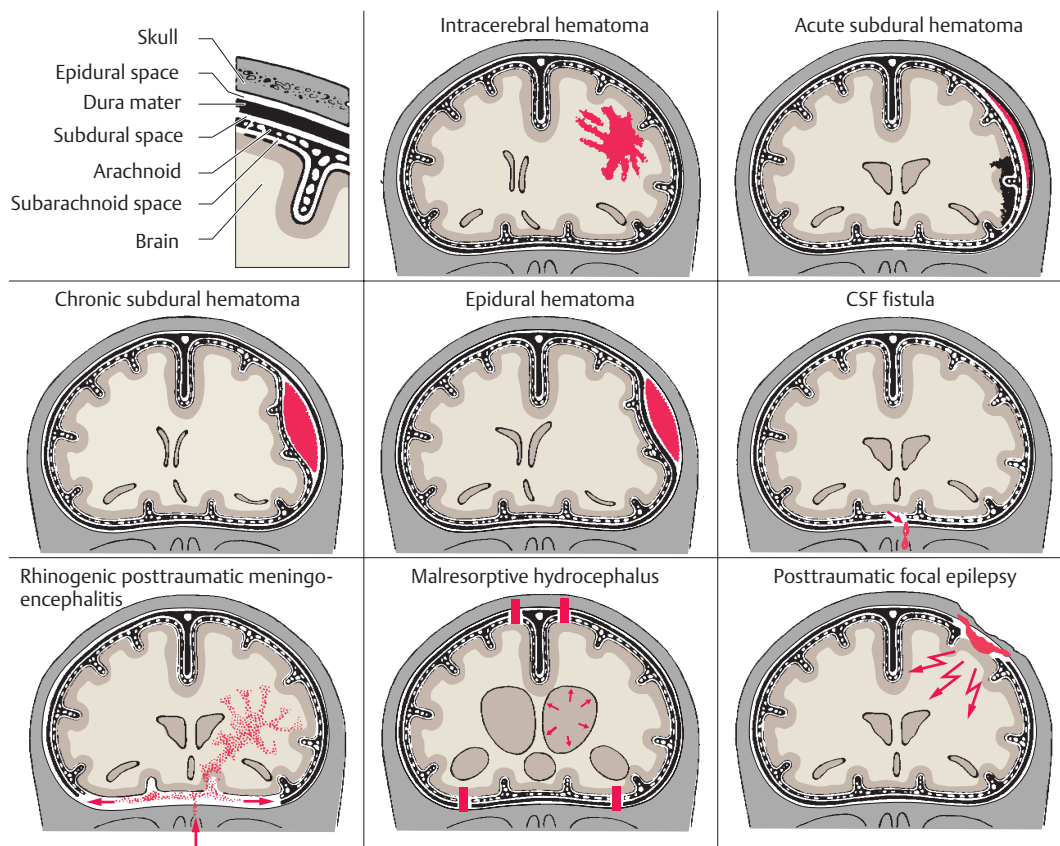 Skull
Epidural space
Dura mater
Subdural space
Arachnoid
Subarachnoid space
Brain
Intracerebral hematoma
Acute subdural hematoma
Chronic subdural hematoma
Epidural hematoma
CSF fistula
Rhinogenic posttraumatic meningo-
encephalitis
Malresorptive hydrocephalus
Posttraumatic focal epilepsy